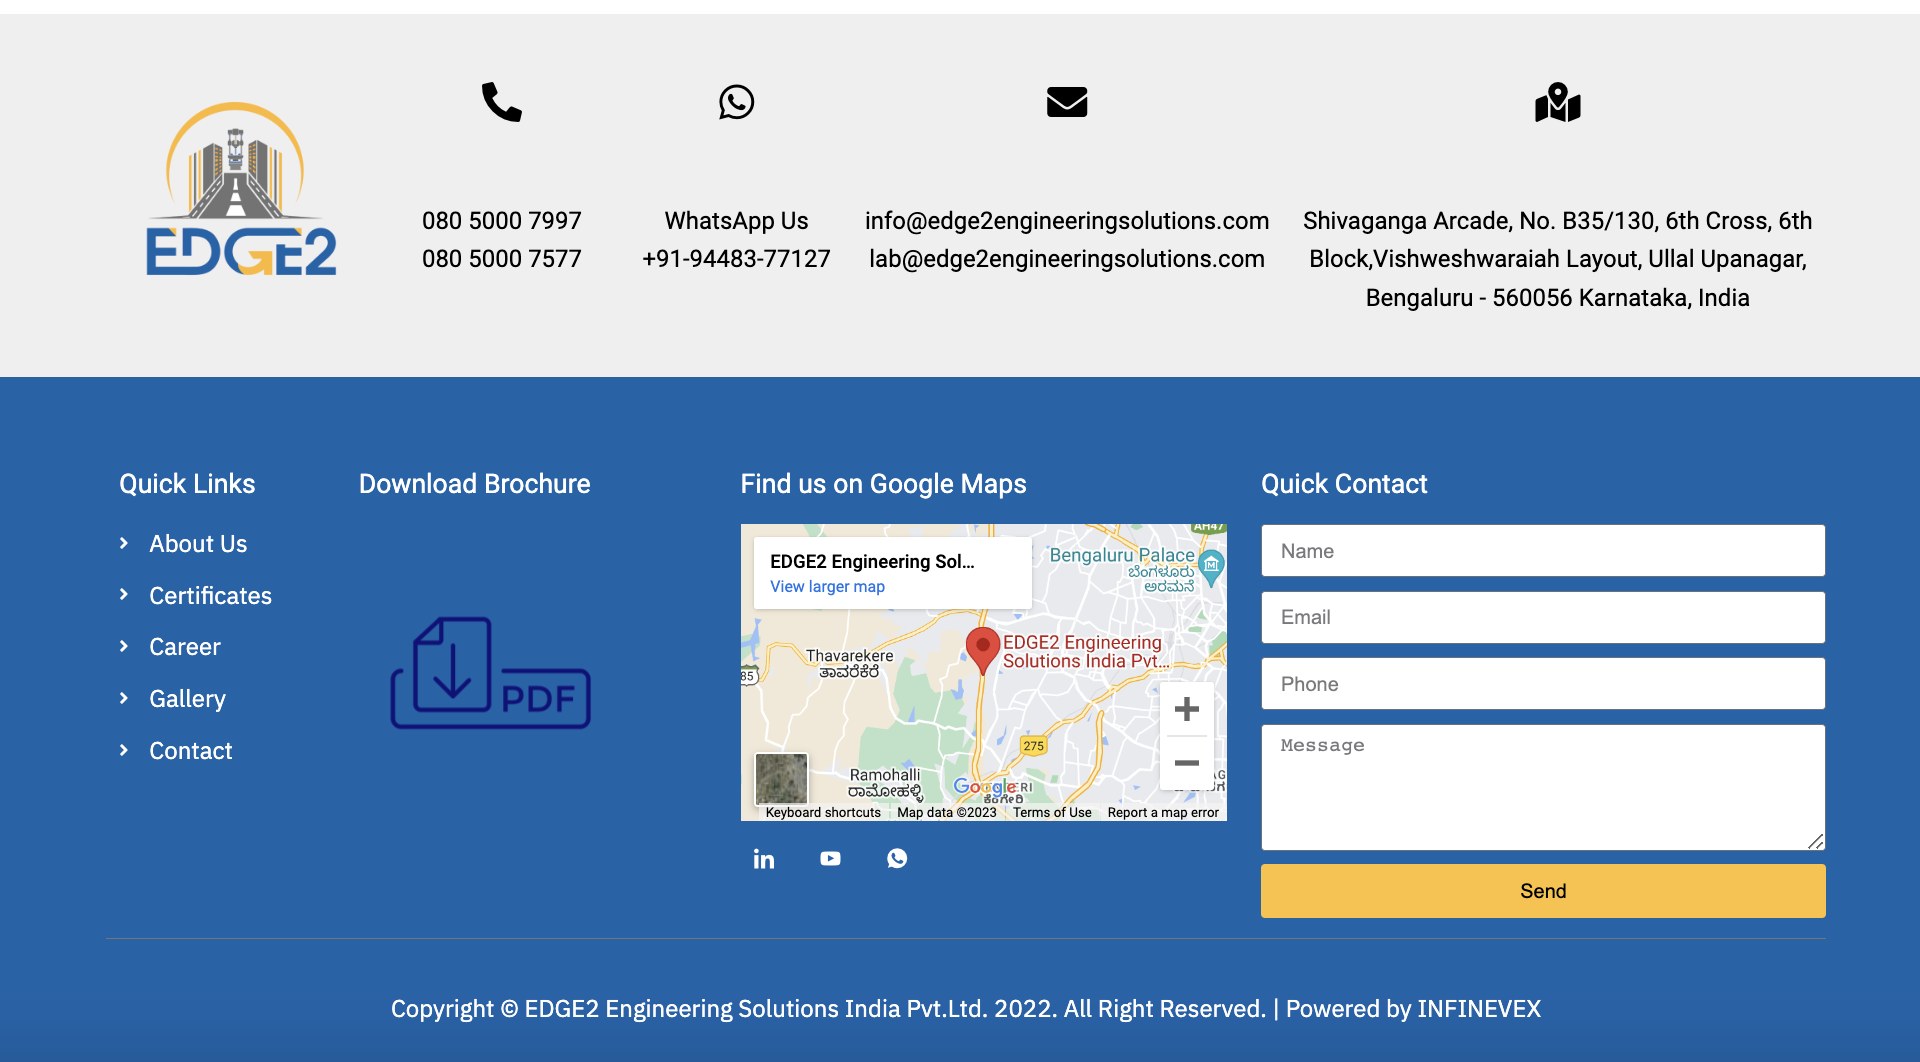 EDGE2
080 5000 7997
080 5000 7577
WhatsApp Us
+91-94483-77127
info@edge2engineeringsolutions.com
lab@edge2engineeringsolutions.com
Shivaganga Arcade, No. B35/130, 6th Cross, 6th
Block,Vishweshwaraiah Layout, Ullal Upanagar,
Bengaluru - 560056 Karnataka, India
Quick Links
About Us
Certificates
Career
Gallery
Contact
Download Brochure
PDF
Find us on Google Maps
AH47
EDGE2 Engineering Sol...
View larger map
Bengaluru Palace
ಬೆಂಗಳೂರು
ಅರಮನೆ
EDGE2 Engineering
Solutions India Pvt...
Thavarekere
ತಾವರೆಕೆರೆ
85
275
Ramohalli
ರಾಮೋಹಳ್ಳಿ
Google
ಕೆಂಗೇರಿ
Keyboard shortcuts
Map data ©2023
Terms of Use
Report a map error
Quick Contact
Name
Email
Phone
Message
Send
Copyright © EDGE2 Engineering Solutions India Pvt.Ltd. 2022. All Right Reserved. | Powered by INFINEVEX